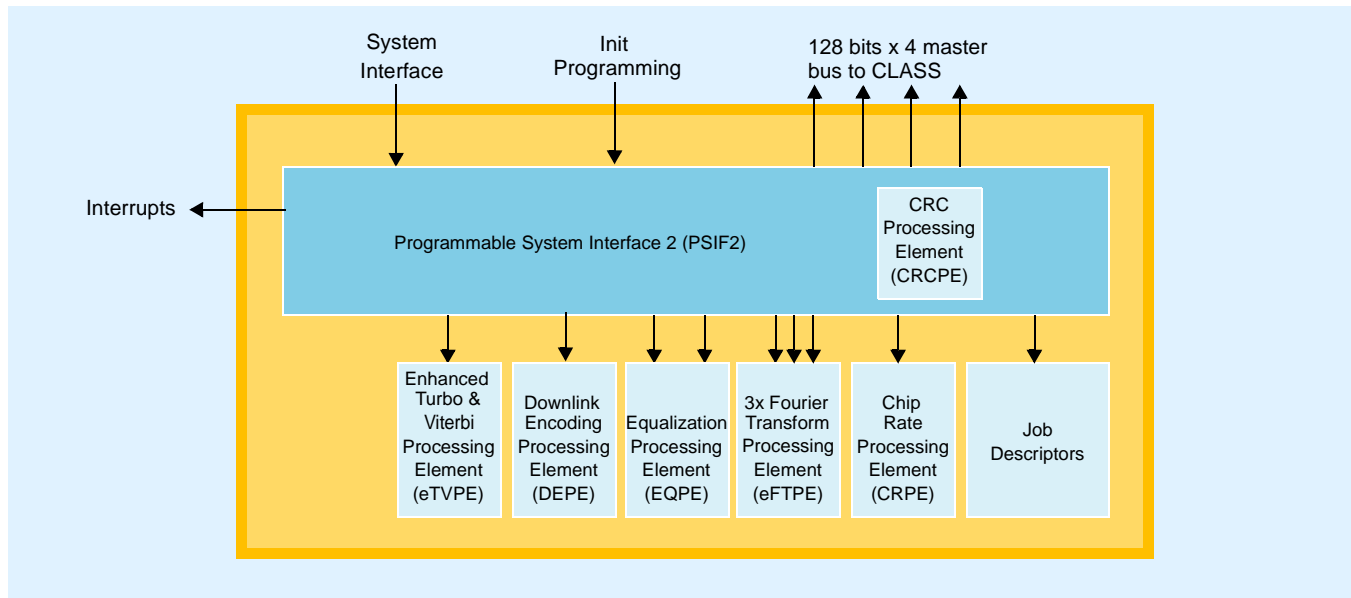 System
Interface
Init
Programming
128 bits x 4 master
bus to CLASS
Interrupts
Programmable System Interface 2 (PSIF2)
CRC
Processing
Element
(CRCPE)
Enhanced
Turbo &
Viterbi
Processing
Element
(eTVPE)
Downlink
Encoding
Processing
Element
(DEPE)
Equalization
Processing
Element
(EQPE)
3x Fourier
Transform
Processing
Element
(eFTPE)
Chip
Rate
Processing
Element
(CRPE)
Job
Descriptors